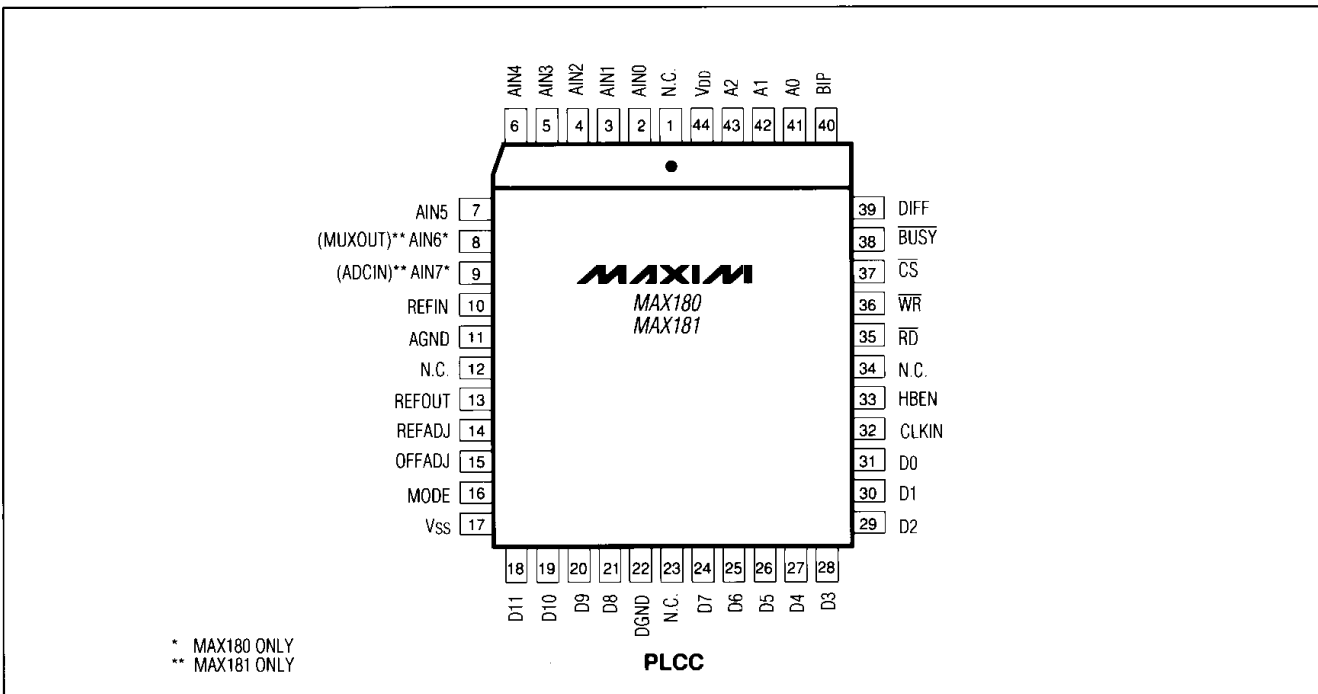 AIN4 AIN3 AIN2 AIN1 AIN0 N.C. VDD A2 A1 A0 BIP
6 5 4 3 2 1 44 43 42 41 40
AIN5 7
(MUXOUT)** AIN6* 8
(ADCIN)** AIN7* 9
REFIN 10
AGND 11
N.C. 12
REFOUT 13
REFADJ 14
OFFADJ 15
MODE 16
VSS 17
MAXIM
MAX180
MAX181
39 DIFF
38 BUSY
37 CS
36 WR
35 RD
34 N.C.
33 HBEN
32 CLKIN
31 D0
30 D1
29 D2
18 19 20 21 22 23 24 25 26 27 28
D11 D10 D9 D8 DGND N.C. D7 D6 D5 D4 D3
* MAX180 ONLY
** MAX181 ONLY
PLCC